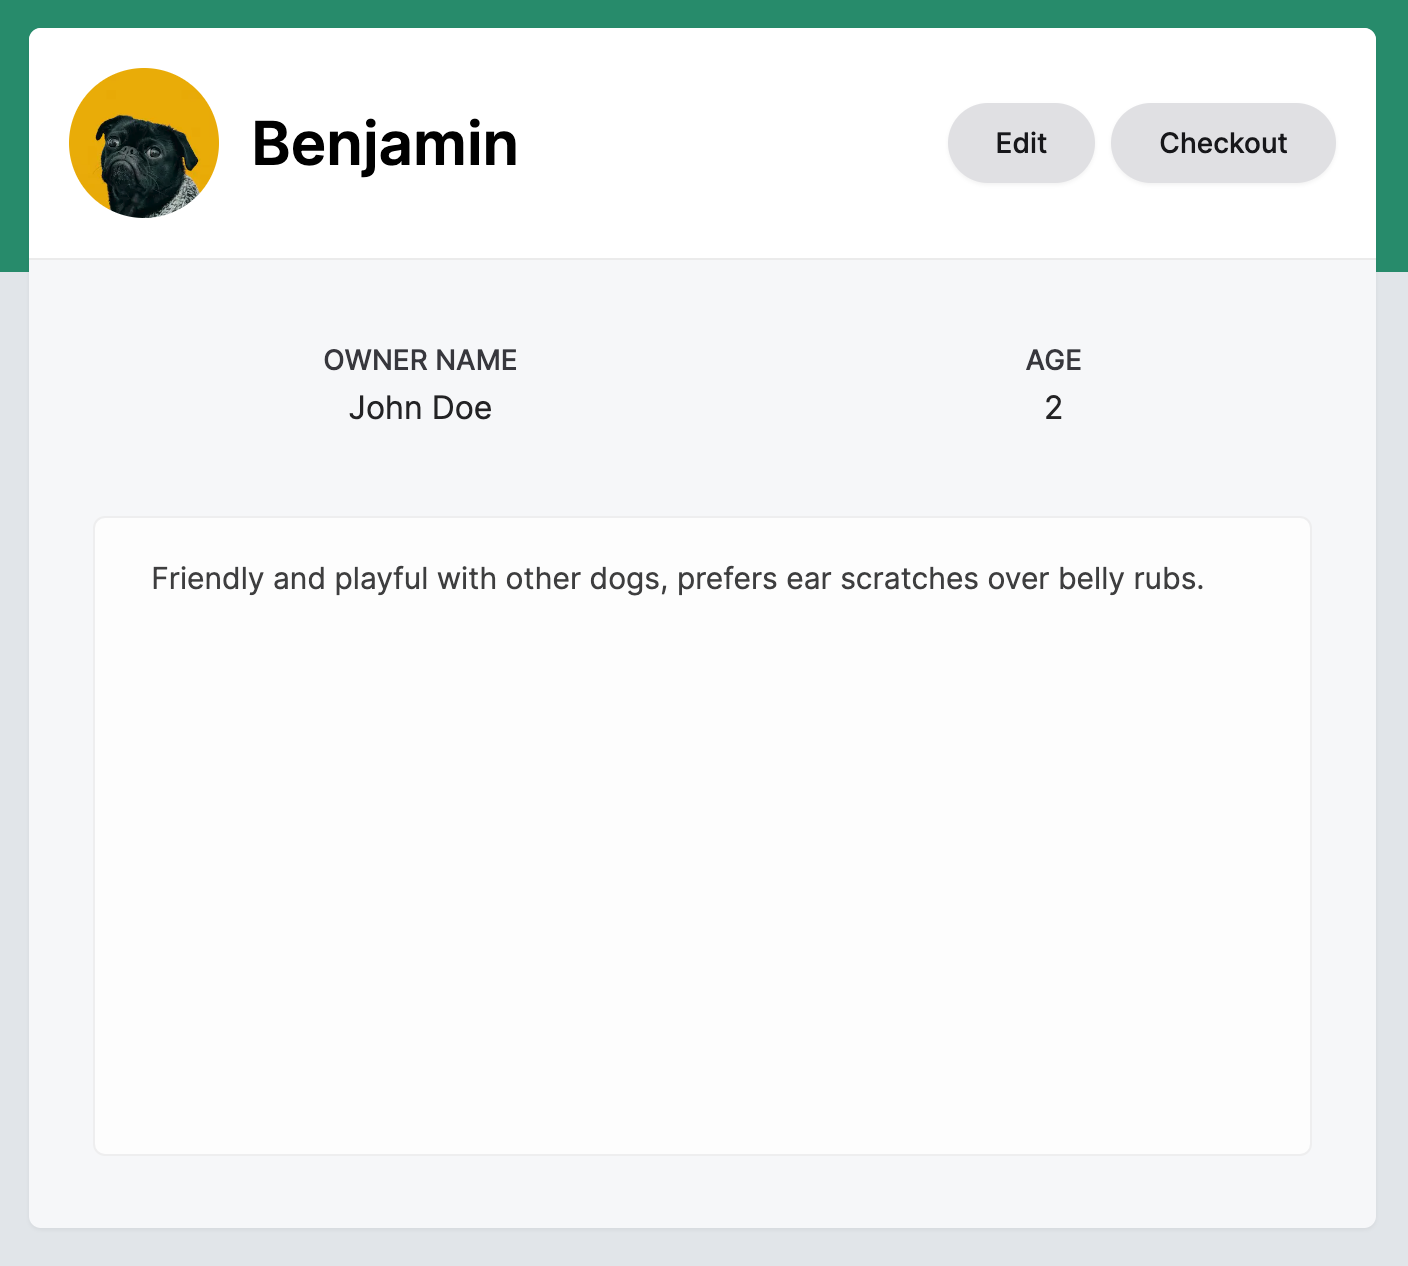 Benjamin
Edit
Checkout
OWNER NAME
John Doe
AGE
2
Friendly and playful with other dogs, prefers ear scratches over belly rubs.